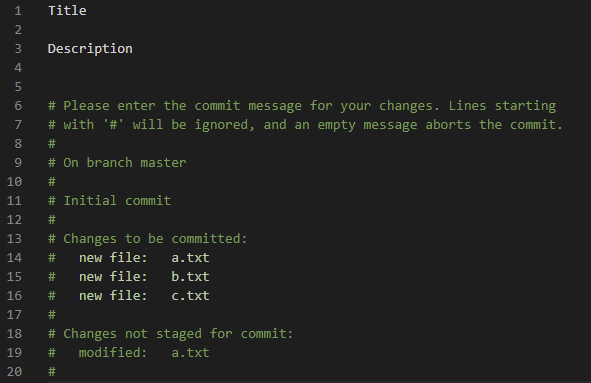 1 Title
2
3 Description
4
5
6 # Please enter the commit message for your changes. Lines starting
7 # with '#' will be ignored, and an empty message aborts the commit.
8 #
9 # On branch master
10 #
11 # Initial commit
12 #
13 # Changes to be committed:
14 #   new file:   a.txt
15 #   new file:   b.txt
16 #   new file:   c.txt
17 #
18 # Changes not staged for commit:
19 #   modified:   a.txt
20 #